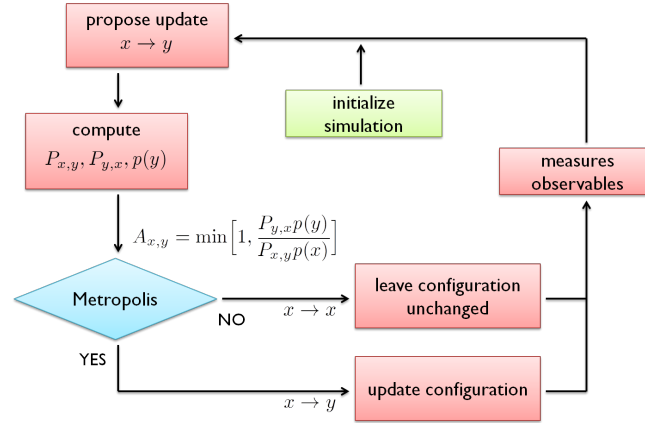 propose update
x → y
initialize
simulation
compute
P_{x,y}, P_{y,x}, p(y)
measures
observables
A_{x,y} = min[1, \frac{P_{y,x}p(y)}{P_{x,y}p(x)}]
Metropolis
NO
x → x
leave configuration
unchanged
YES
x → y
update configuration